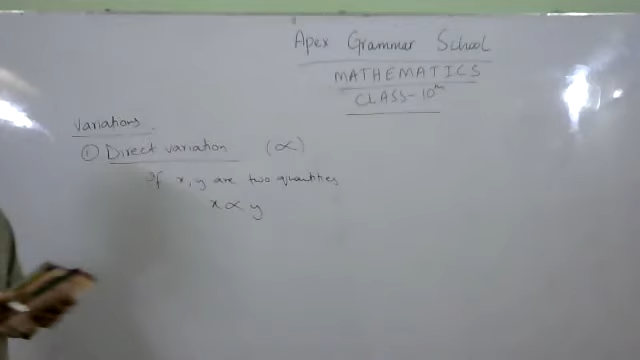 Apex Grammar School
MATHEMATICS
CLASS-10th
Variations.
① Direct variation (∝)
If x, y are two quantities
x ∝ y